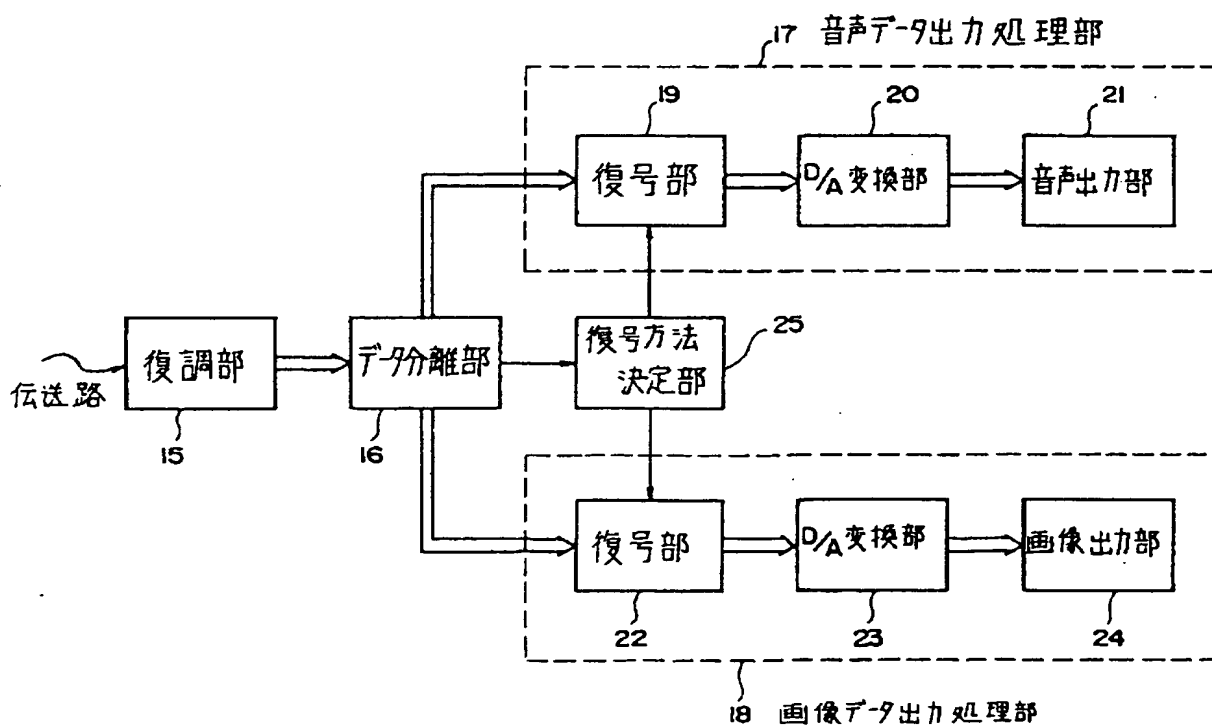 17 音声データ出力処理部
19
20
21
復号部
D/A変換部
音声出力部
伝送路
復調部
15
データ分離部
16
復号方法
決定部
25
復号部
22
D/A変換部
23
画像出力部
24
18 画像データ出力処理部